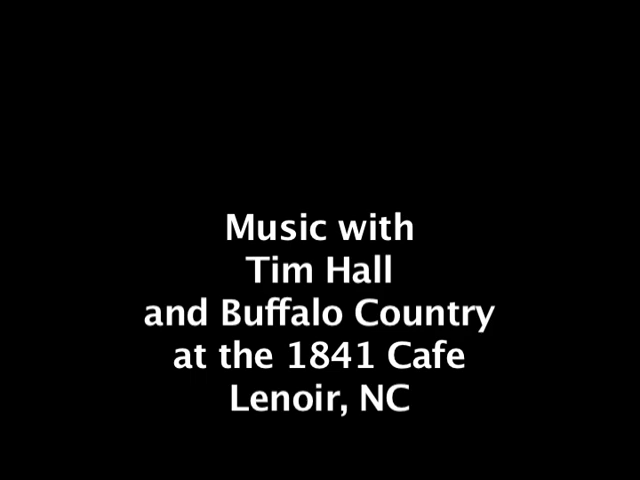 Music with
Tim Hall
and Buffalo Country
at the 1841 Cafe
Lenoir, NC